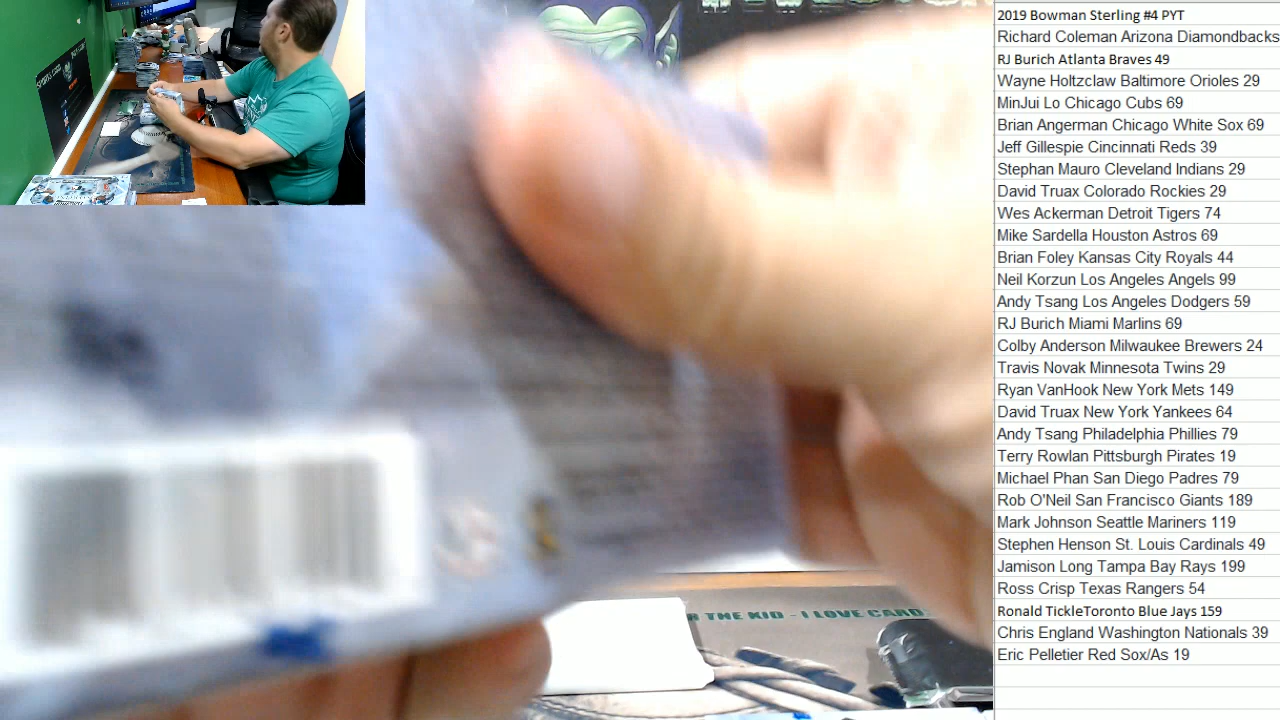 2019 Bowman Sterling #4 PYT
Richard Coleman Arizona Diamondbacks
RJ Burich Atlanta Braves 49
Wayne Holtzclaw Baltimore Orioles 29
MinJui Lo Chicago Cubs 69
Brian Angerman Chicago White Sox 69
Jeff Gillespie Cincinnati Reds 39
Stephan Mauro Cleveland Indians 29
David Truax Colorado Rockies 29
Wes Ackerman Detroit Tigers 74
Mike Sardella Houston Astros 69
Brian Foley Kansas City Royals 44
Neil Korzun Los Angeles Angels 99
Andy Tsang Los Angeles Dodgers 59
RJ Burich Miami Marlins 69
Colby Anderson Milwaukee Brewers 24
Travis Novak Minnesota Twins 29
Ryan VanHook New York Mets 149
David Truax New York Yankees 64
Andy Tsang Philadelphia Phillies 79
Terry Rowlan Pittsburgh Pirates 19
Michael Phan San Diego Padres 79
Rob O'Neil San Francisco Giants 189
Mark Johnson Seattle Mariners 119
Stephen Henson St. Louis Cardinals 49
Jamison Long Tampa Bay Rays 199
Ross Crisp Texas Rangers 54
Ronald TickleToronto Blue Jays 159
Chris England Washington Nationals 39
Eric Pelletier Red Sox/As 19
THE KID - I LOVE CARDS